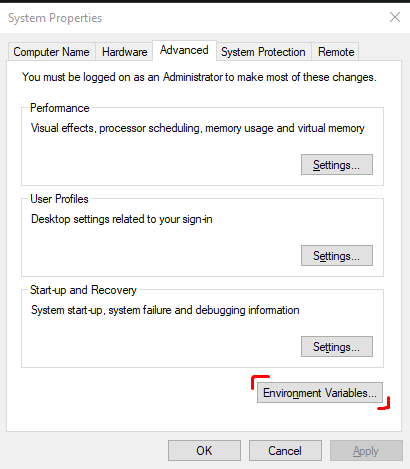 System Properties
Computer Name Hardware Advanced System Protection Remote
You must be logged on as an Administrator to make most of these changes.
Performance
Visual effects, processor scheduling, memory usage and virtual memory
Settings...
User Profiles
Desktop settings related to your sign-in
Settings...
Start-up and Recovery
System start-up, system failure and debugging information
Settings...
Environment Variables...
OK Cancel Apply